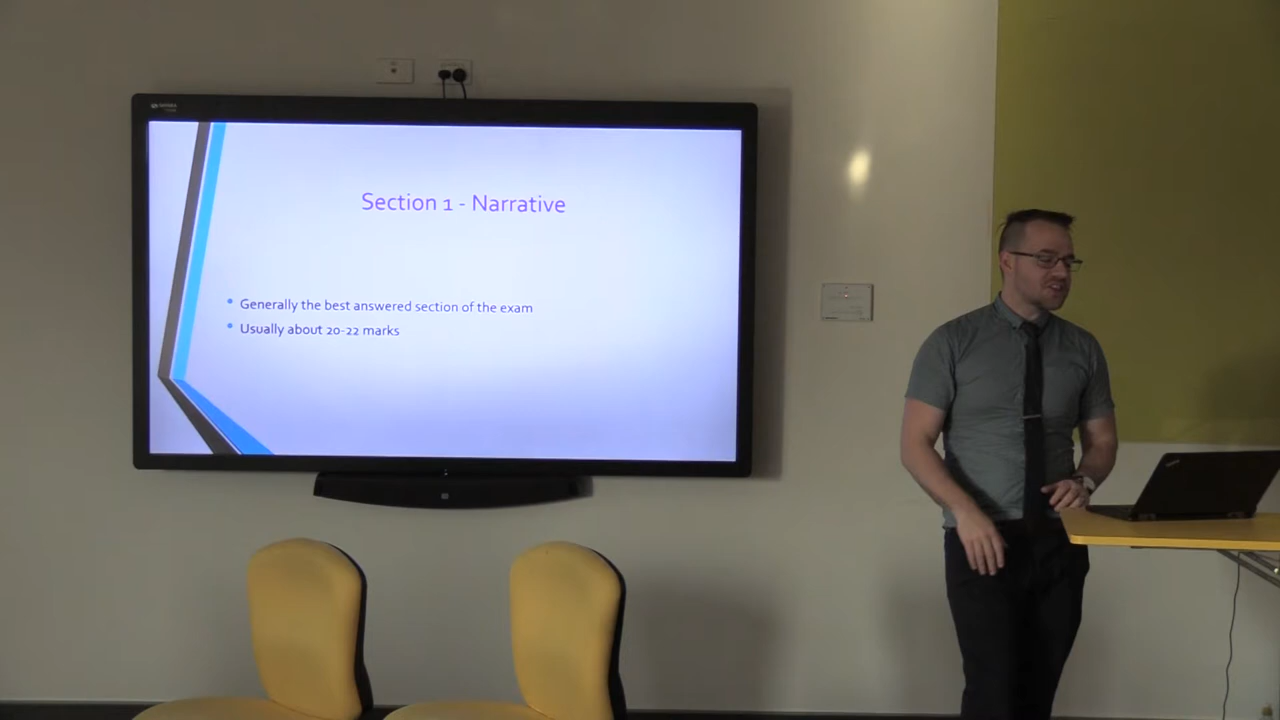 Section 1 - Narrative
Generally the best answered section of the exam
Usually about 20-22 marks